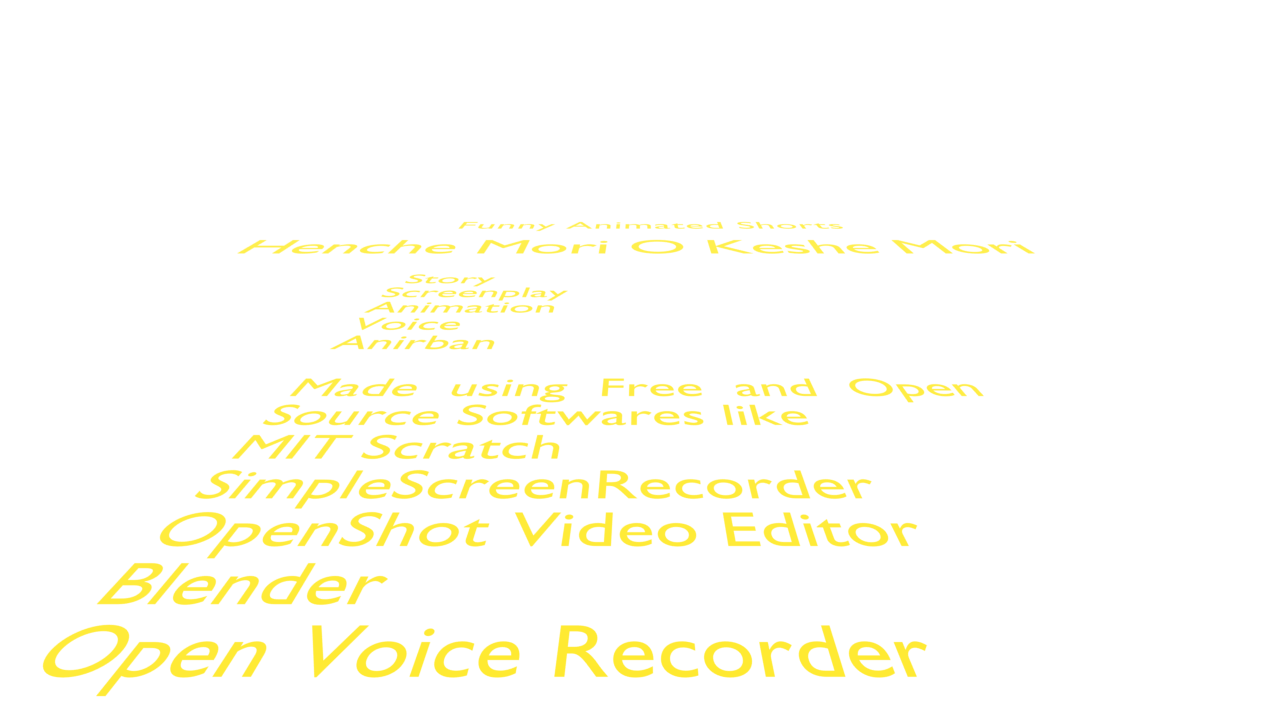 Funny Animated Shorts
Henche Mori O Keshe Mori
Story
Screenplay
Animation
Voice
Anirban
Made using Free and Open
Source Softwares like
MIT Scratch
SimpleScreenRecorder
OpenShot Video Editor
Blender
Open Voice Recorder